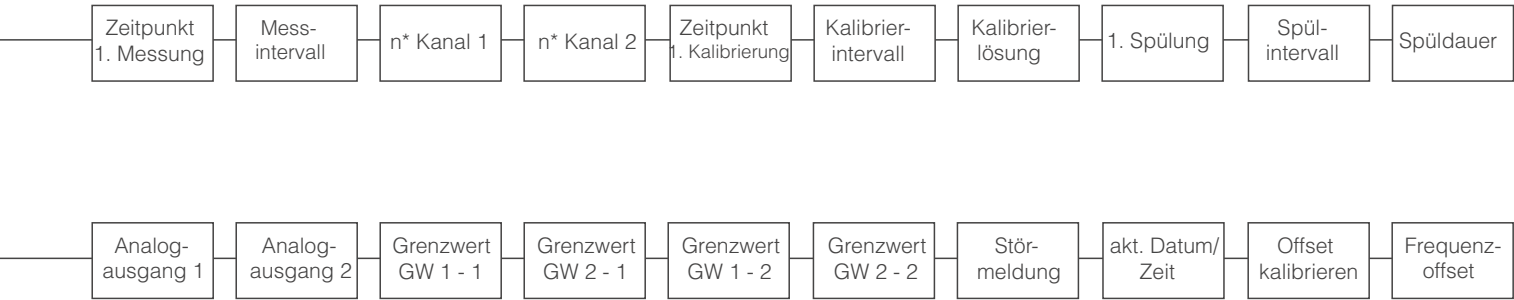 Zeitpunkt
1. Messung
Mess-
intervall
n* Kanal 1
n* Kanal 2
Zeitpunkt
1. Kalibrierung
Kalibrier-
intervall
Kalibrier-
lösung
1. Spülung
Spül-
intervall
Spüldauer
Analog-
ausgang 1
Analog-
ausgang 2
Grenzwert
GW 1 - 1
Grenzwert
GW 2 - 1
Grenzwert
GW 1 - 2
Grenzwert
GW 2 - 2
Stör-
meldung
akt. Datum/
Zeit
Offset
kalibrieren
Frequenz-
offset